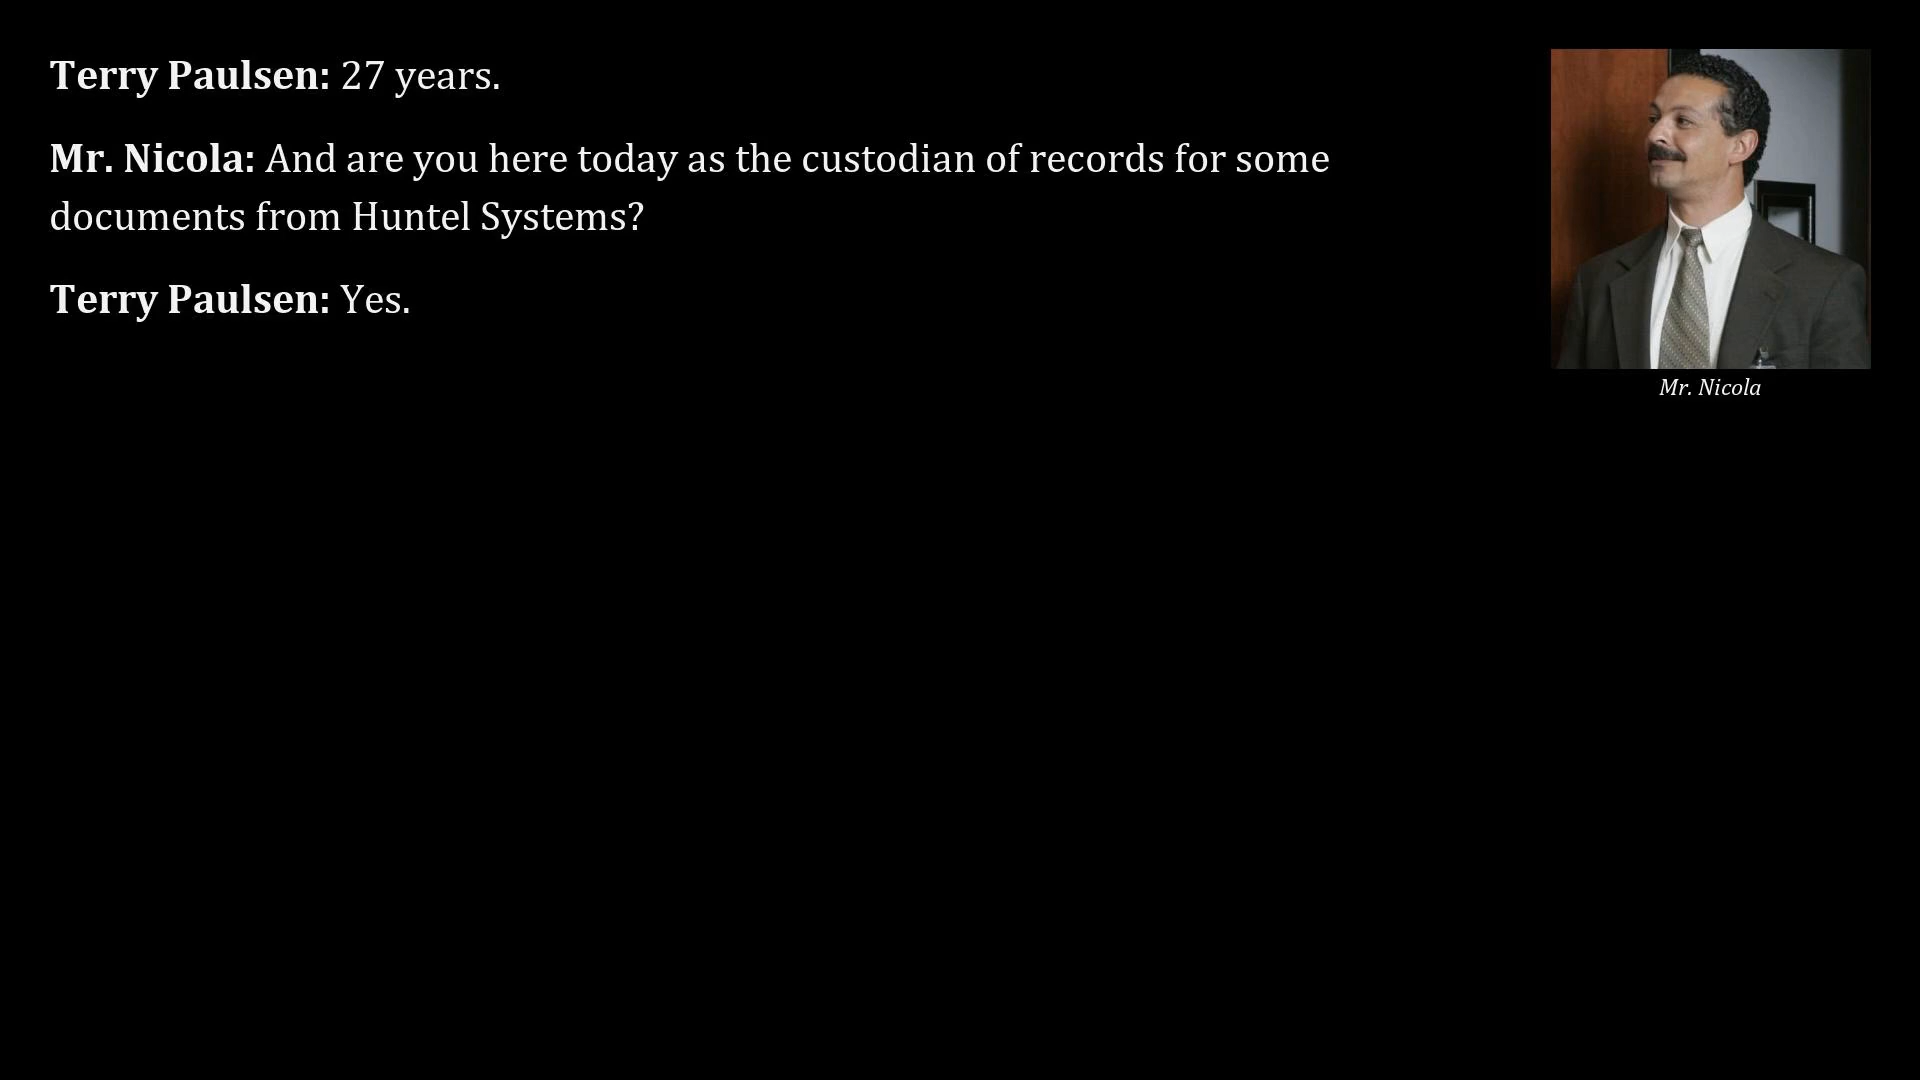 Terry Paulsen: 27 years.
Mr. Nicola: And are you here today as the custodian of records for some
documents from Huntel Systems?
Terry Paulsen: Yes.
Mr. Nicola